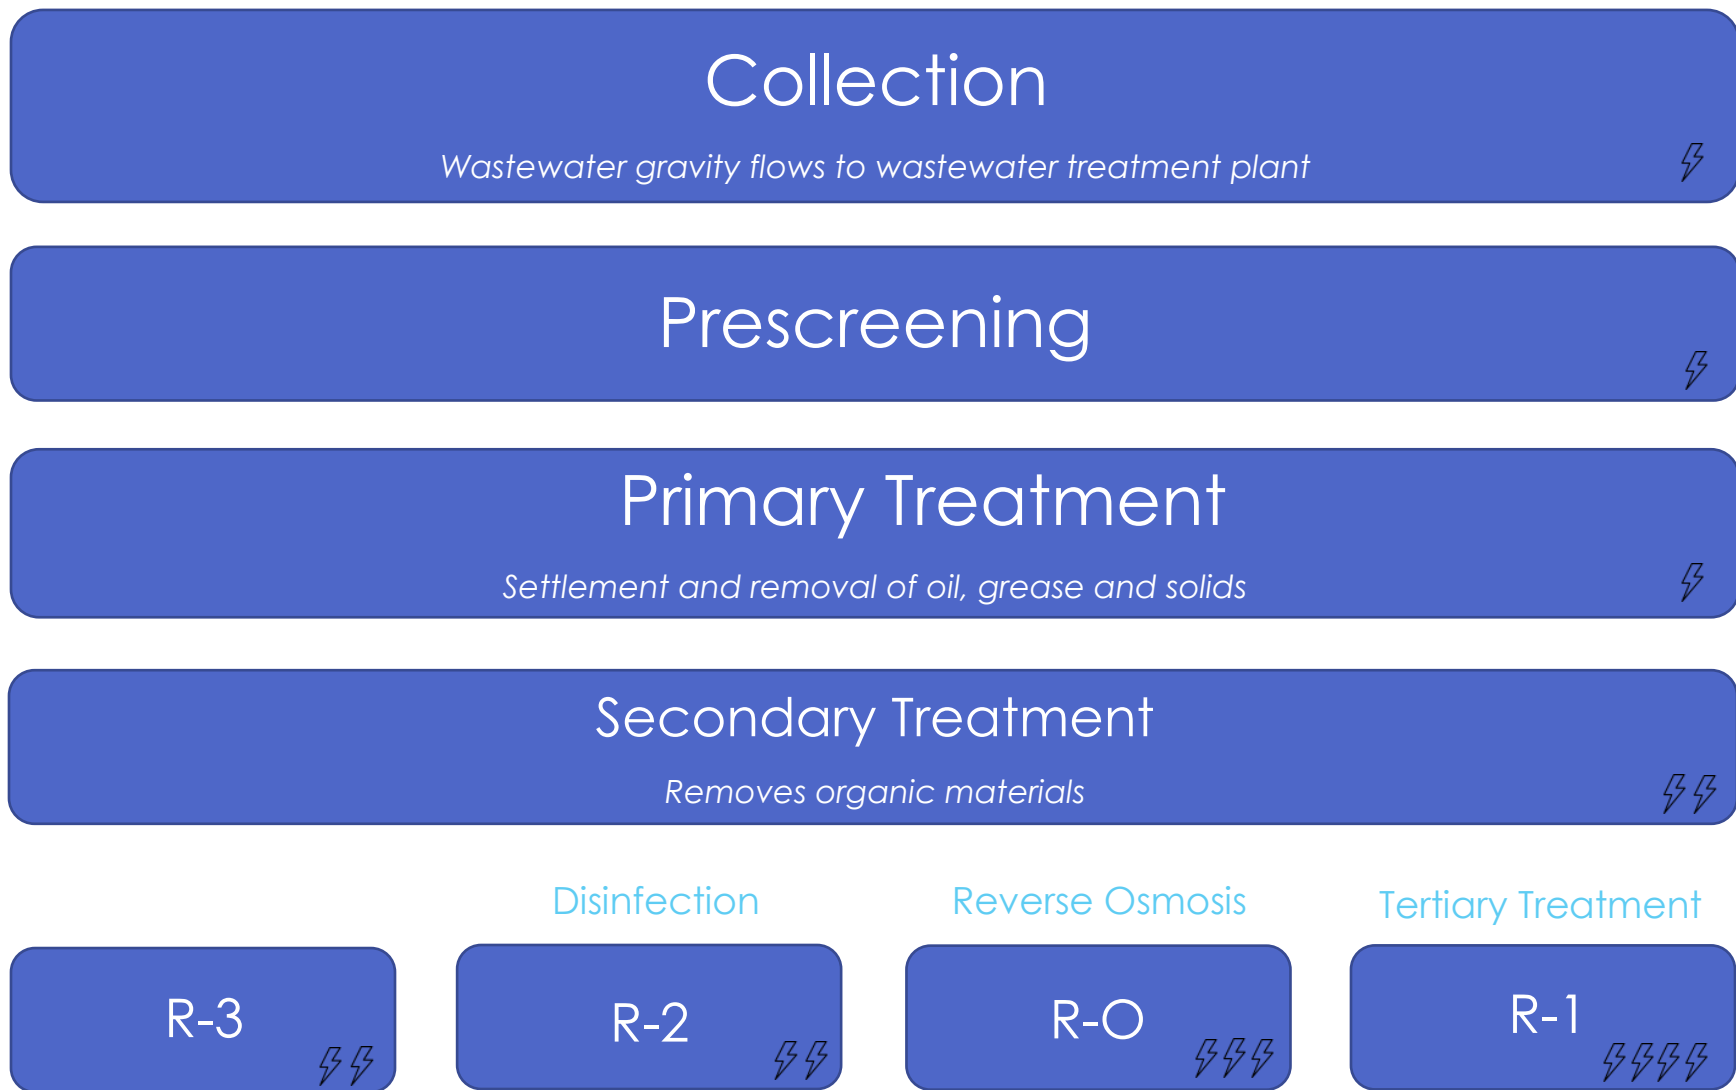 Collection
Wastewater gravity flows to wastewater treatment plant
Prescreening
Primary Treatment
Settlement and removal of oil, grease and solids
Secondary Treatment
Removes organic materials
Disinfection
Reverse Osmosis
Tertiary Treatment
R-3
R-2
R-O
R-1